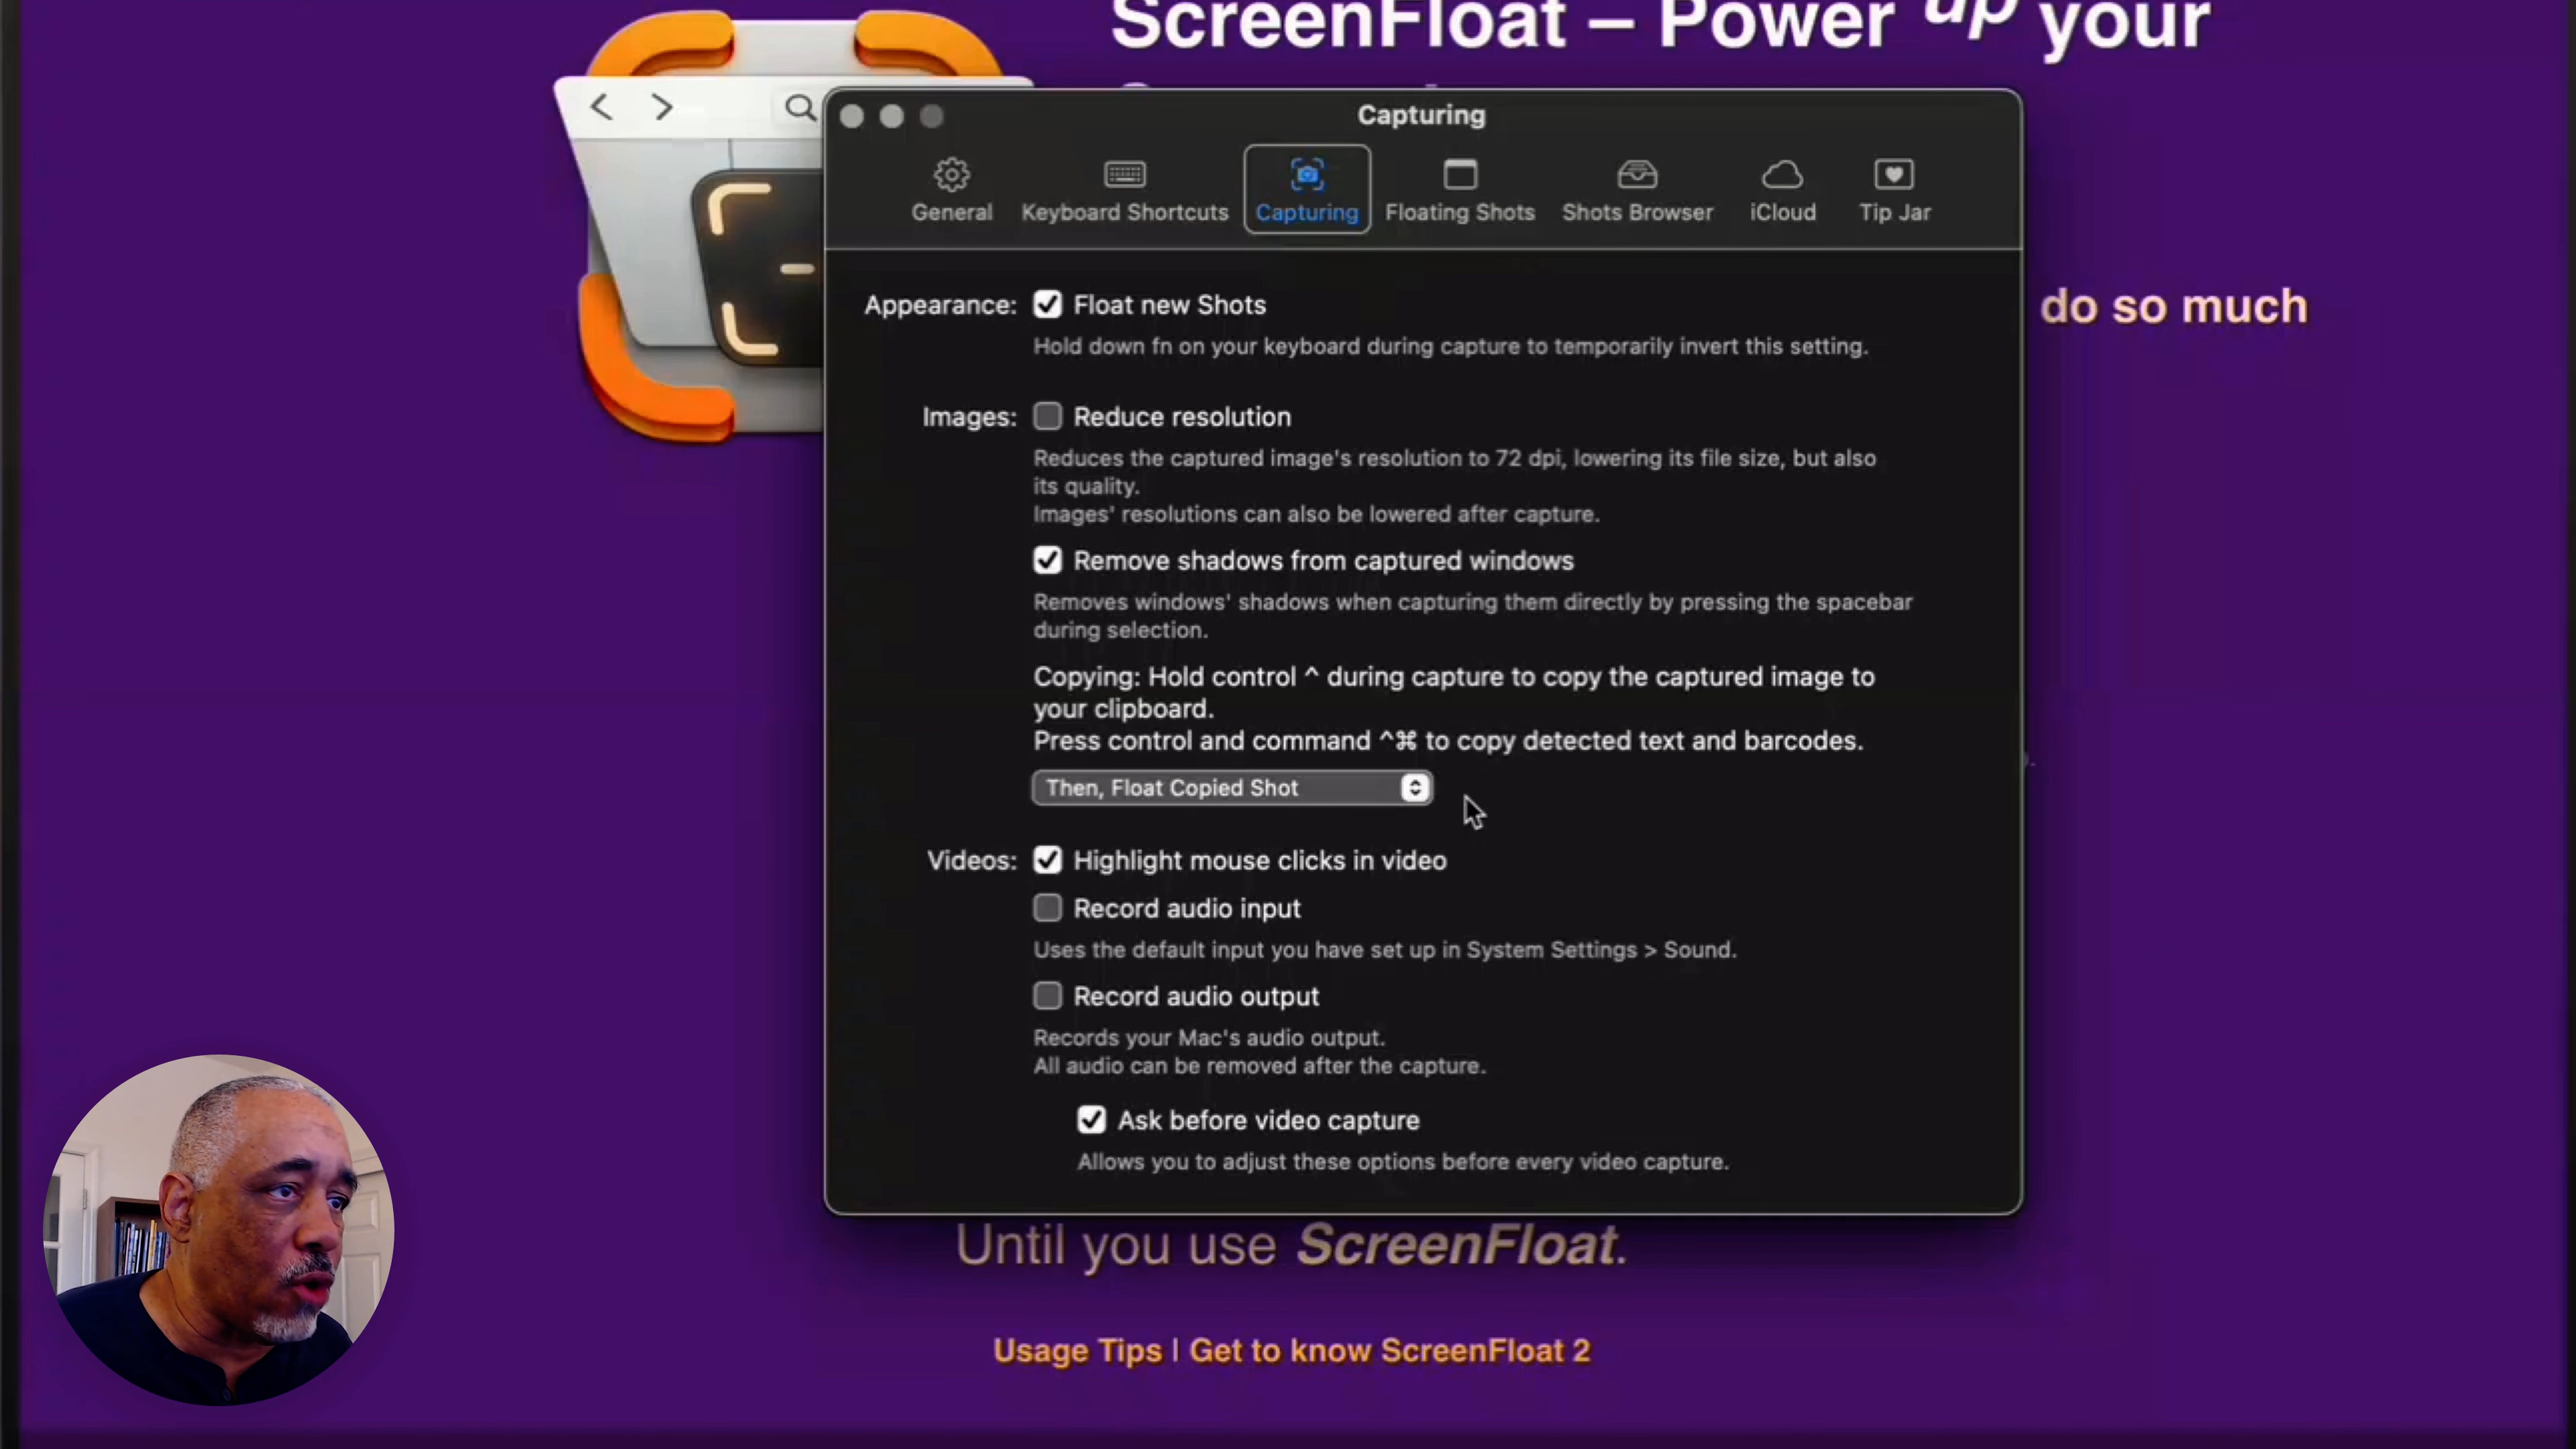 ScreenFloat – Power up your
Capturing
General
Keyboard Shortcuts
Capturing
Floating Shots
Shots Browser
iCloud
Tip Jar
do so much
Appearance: Float new Shots
Hold down fn on your keyboard during capture to temporarily invert this setting.
Images: Reduce resolution
Reduces the captured image's resolution to 72 dpi, lowering its file size, but also
its quality.
Images' resolutions can also be lowered after capture.
Remove shadows from captured windows
Removes windows' shadows when capturing them directly by pressing the spacebar
during selection.
Copying: Hold control ^ during capture to copy the captured image to
your clipboard.
Press control and command ^⌘ to copy detected text and barcodes.
Then, Float Copied Shot
Videos: Highlight mouse clicks in video
Record audio input
Uses the default input you have set up in System Settings > Sound.
Record audio output
Records your Mac's audio output.
All audio can be removed after the capture.
Ask before video capture
Allows you to adjust these options before every video capture.
Until you use ScreenFloat.
Usage Tips | Get to know ScreenFloat 2